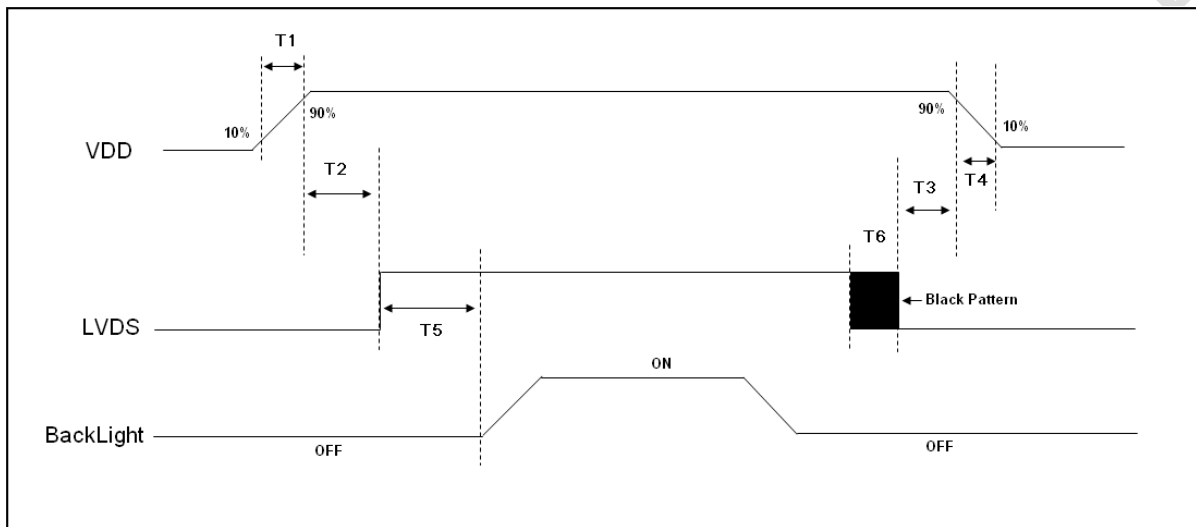 T1
90%
90%
10%
10%
VDD
T2
T3
T4
T6
Black Pattern
LVDS
T5
ON
BackLight
OFF
OFF